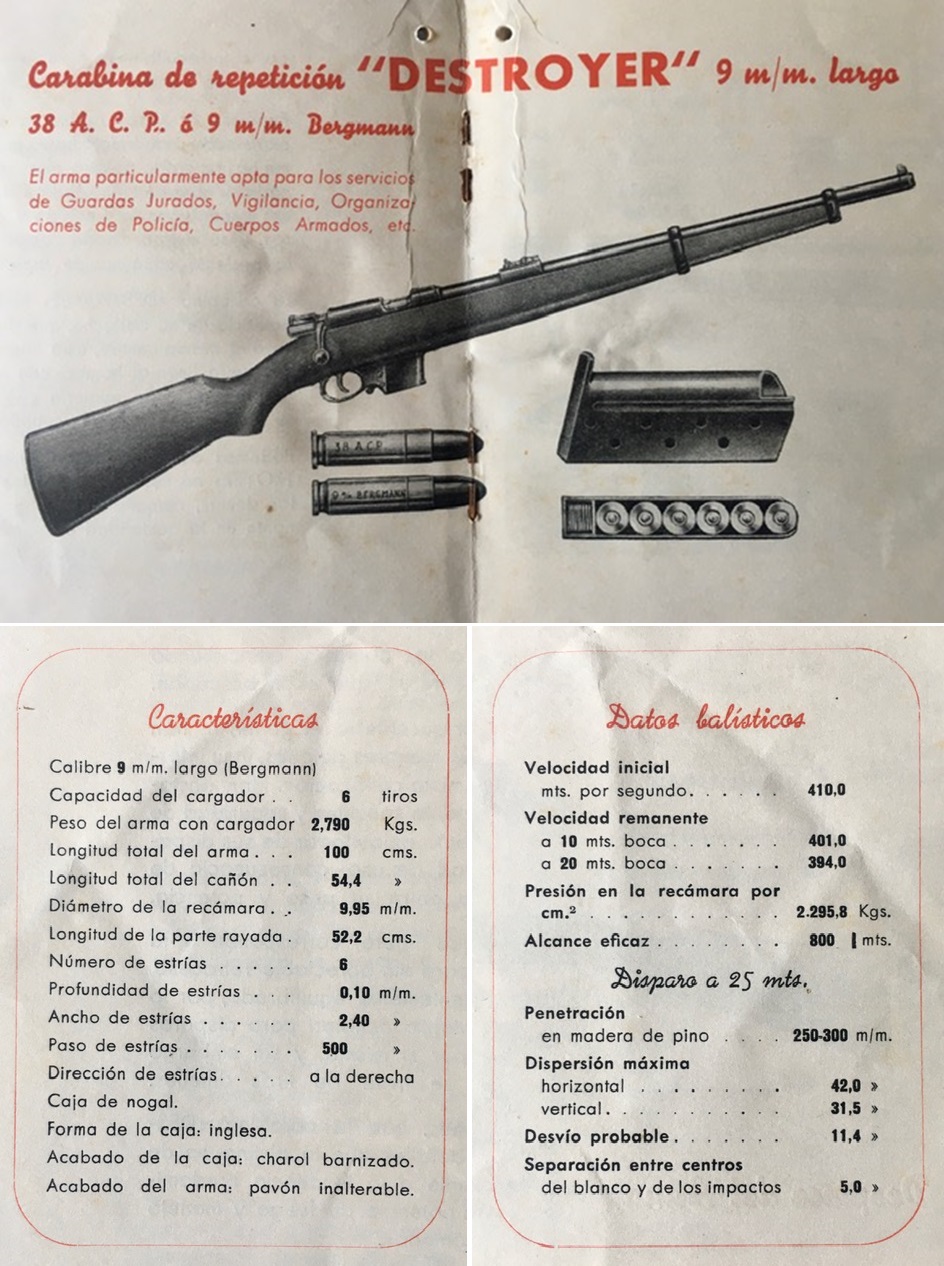 Carabina de repetición "DESTROYER" 9 m/m. largo
38 A. C. P.. ó 9 m/m. Bergmann
El arma particularmente apta para los servicios
de Guardas Jurados, Vigilancia, Organiza-
ciones de Policía, Cuerpos Armados, etc.
38 A.C.P.
9 m/m BERGMANN
Características
Calibre 9 m/m. largo (Bergmann)
Capacidad del cargador . . 6 tiros
Peso del arma con cargador 2,790 Kgs.
Longitud total del arma . . . 100 cms.
Longitud total del cañón . . 54,4 »
Diámetro de la recámara . . 9,95 m/m.
Longitud de la parte rayada . 52,2 cms.
Número de estrías . . . . . 6
Profundidad de estrías . . . 0,10 m/m.
Ancho de estrías . . . . . . 2,40 »
Paso de estrías . . . . . . . 500 »
Dirección de estrías . . . . . a la derecha
Caja de nogal.
Forma de la caja: inglesa.
Acabado de la caja: charol barnizado.
Acabado del arma: pavón inalterable.
Datos balísticos
Velocidad inicial
mts. por segundo. . . . . . 410,0
Velocidad remanente
a 10 mts. boca . . . . . . . 401,0
a 20 mts. boca . . . . . . . 394,0
Presión en la recámara por
cm.² . . . . . . . . . . . . 2.295,8 Kgs.
Alcance eficaz . . . . . . . . 800 mts.
Disparo a 25 mts.
Penetración
en madera de pino . . . . 250-300 m/m.
Dispersión máxima
horizontal . . . . . . . . . 42,0 »
vertical . . . . . . . . . . . 31,5 »
Desvío probable . . . . . . . 11,4 »
Separación entre centros
del blanco y de los impactos 5,0 »